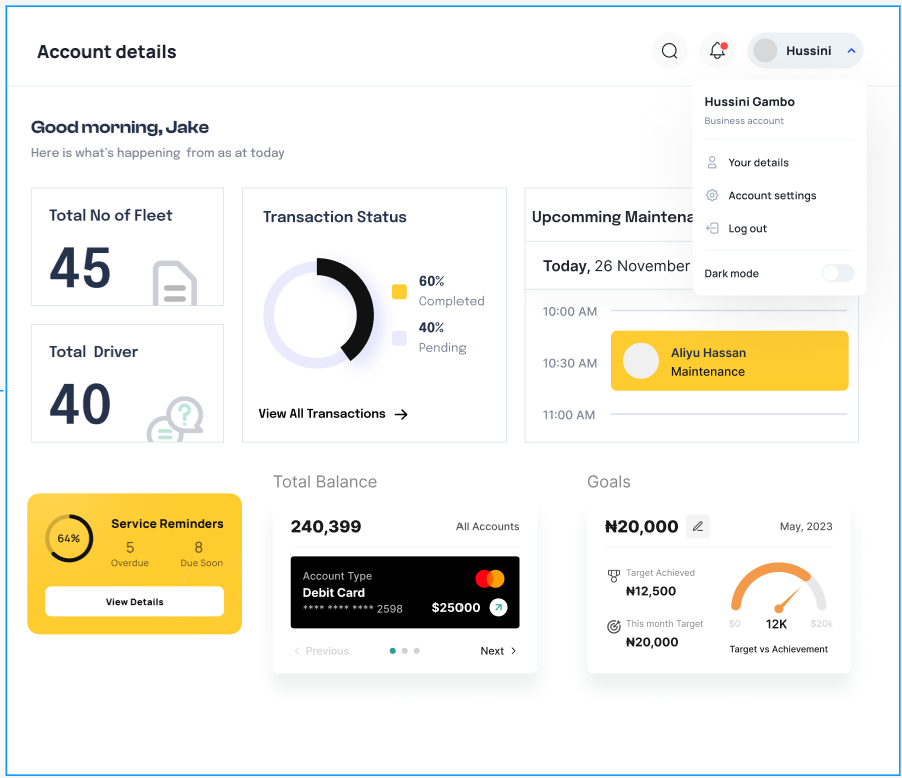 Account details
Hussini
Hussini Gambo
Business account
Your details
Account settings
Log out
Dark mode
Good morning, Jake
Here is what's happening from as at today
Total No of Fleet
45
Total Driver
40
Transaction Status
60%
Completed
40%
Pending
View All Transactions
Upcomming Maintena
Today, 26 November
10:00 AM
10:30 AM
Aliyu Hassan
Maintenance
11:00 AM
64%
Service Reminders
5
8
Overdue
Due Soon
View Details
Total Balance
240,399
All Accounts
Account Type
Debit Card
**** **** **** 2598
$25000
Previous
Next
Goals
₦20,000
May, 2023
Target Achieved
₦12,500
This month Target
₦20,000
$0
12K
$20k
Target vs Achievement